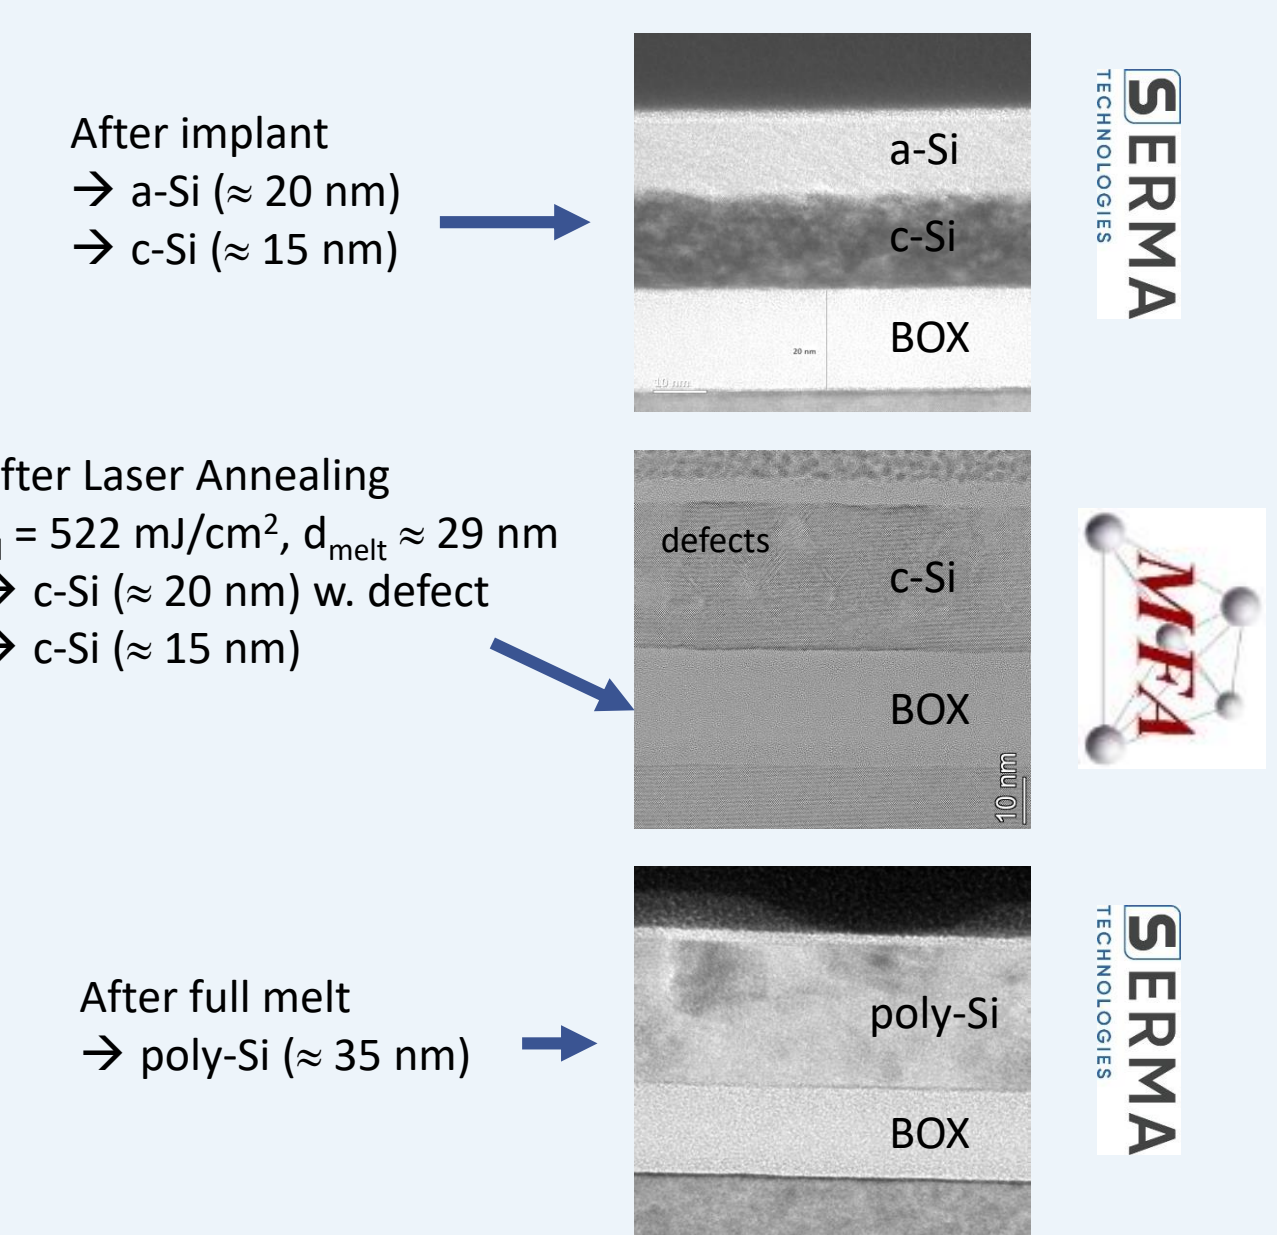 After implant
→ a-Si (≈ 20 nm)
→ c-Si (≈ 15 nm)
a-Si
c-Si
BOX
20 nm
10 nm
SERMA
TECHNOLOGIES
fter Laser Annealing
= 522 mJ/cm², dmelt ≈ 29 nm
→ c-Si (≈ 20 nm) w. defect
→ c-Si (≈ 15 nm)
defects
c-Si
BOX
10 nm
MFA
After full melt
→ poly-Si (≈ 35 nm)
poly-Si
BOX
SERMA
TECHNOLOGIES